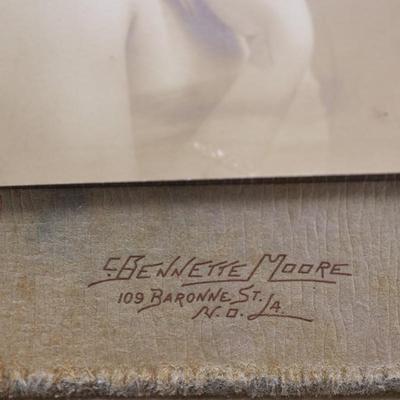 C. BENNETTE MOORE
109 BARONNE ST.
N.O. LA.